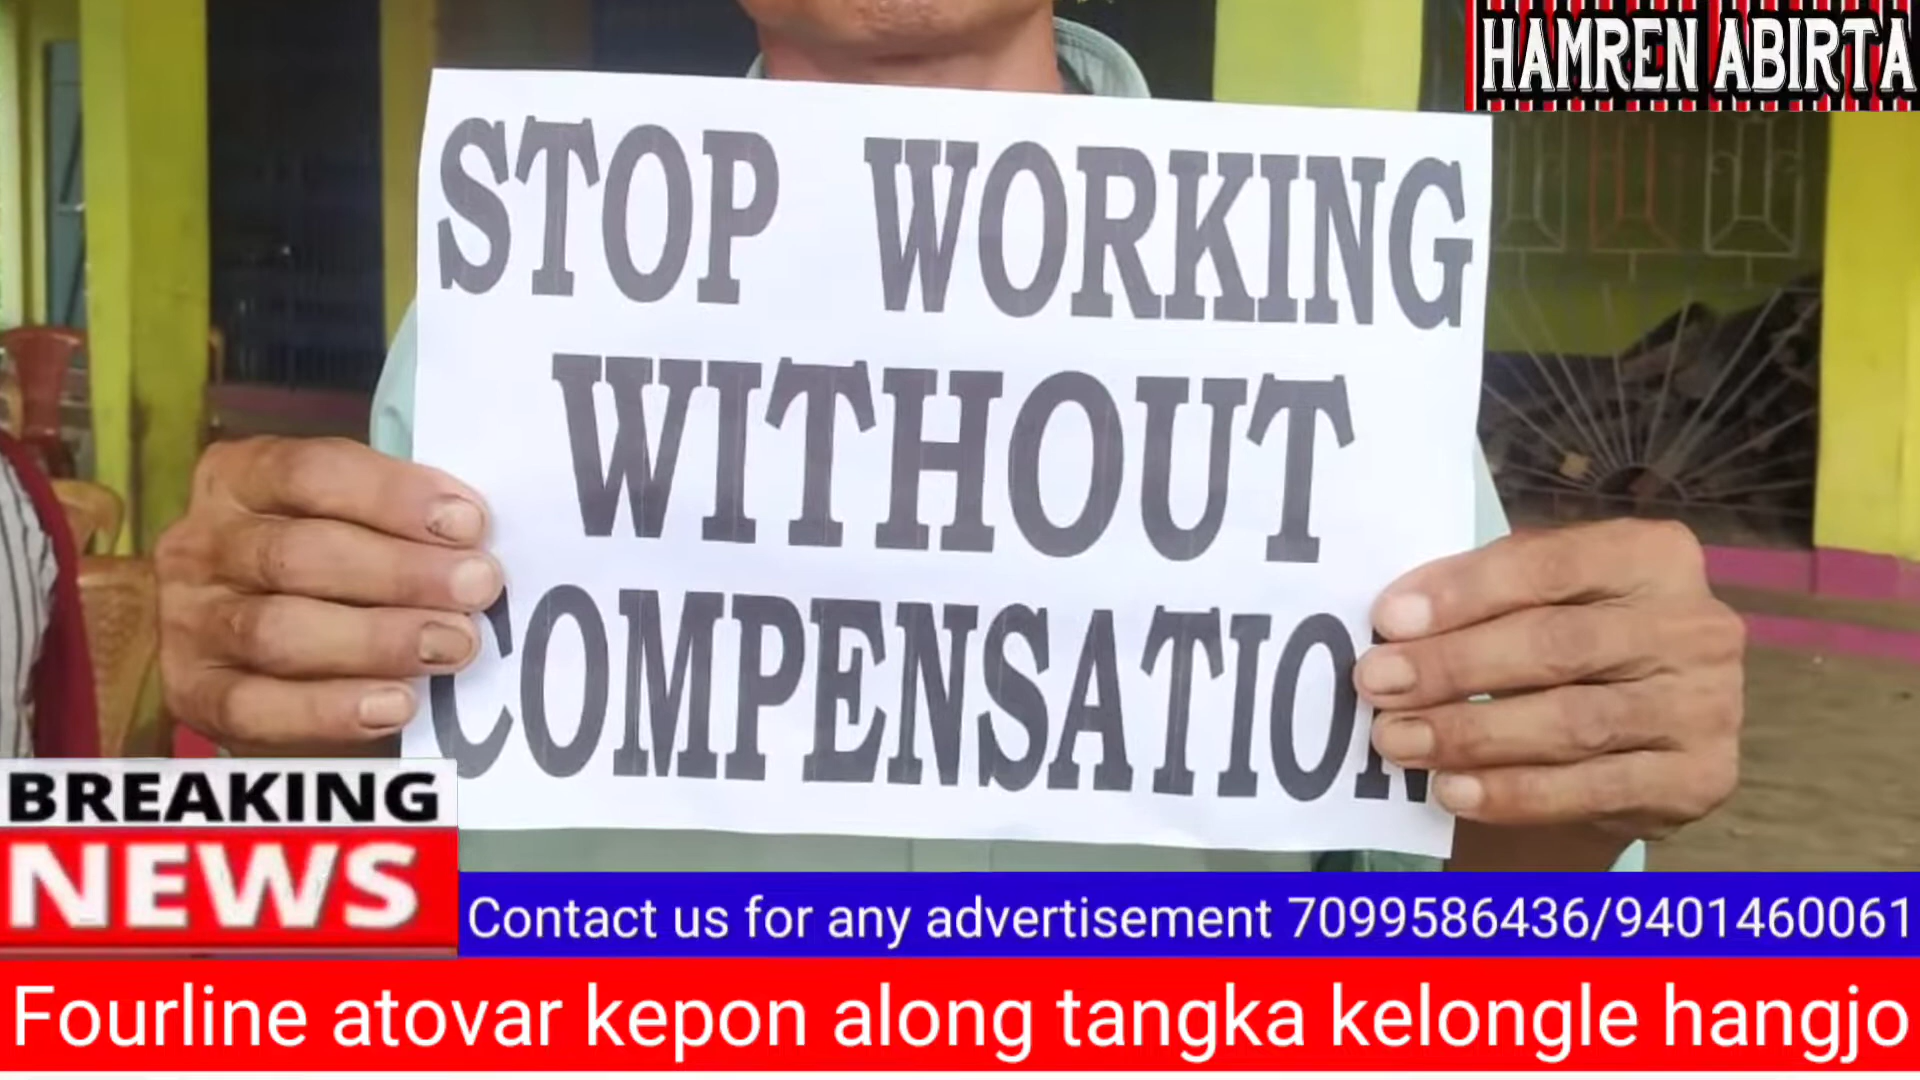 HAMREN ABIRTA
STOP WORKING
WITHOUT
COMPENSATION
BREAKING
NEWS
Contact us for any advertisement 7099586436/9401460061
Fourline atovar kepon along tangka kelongle hangjo